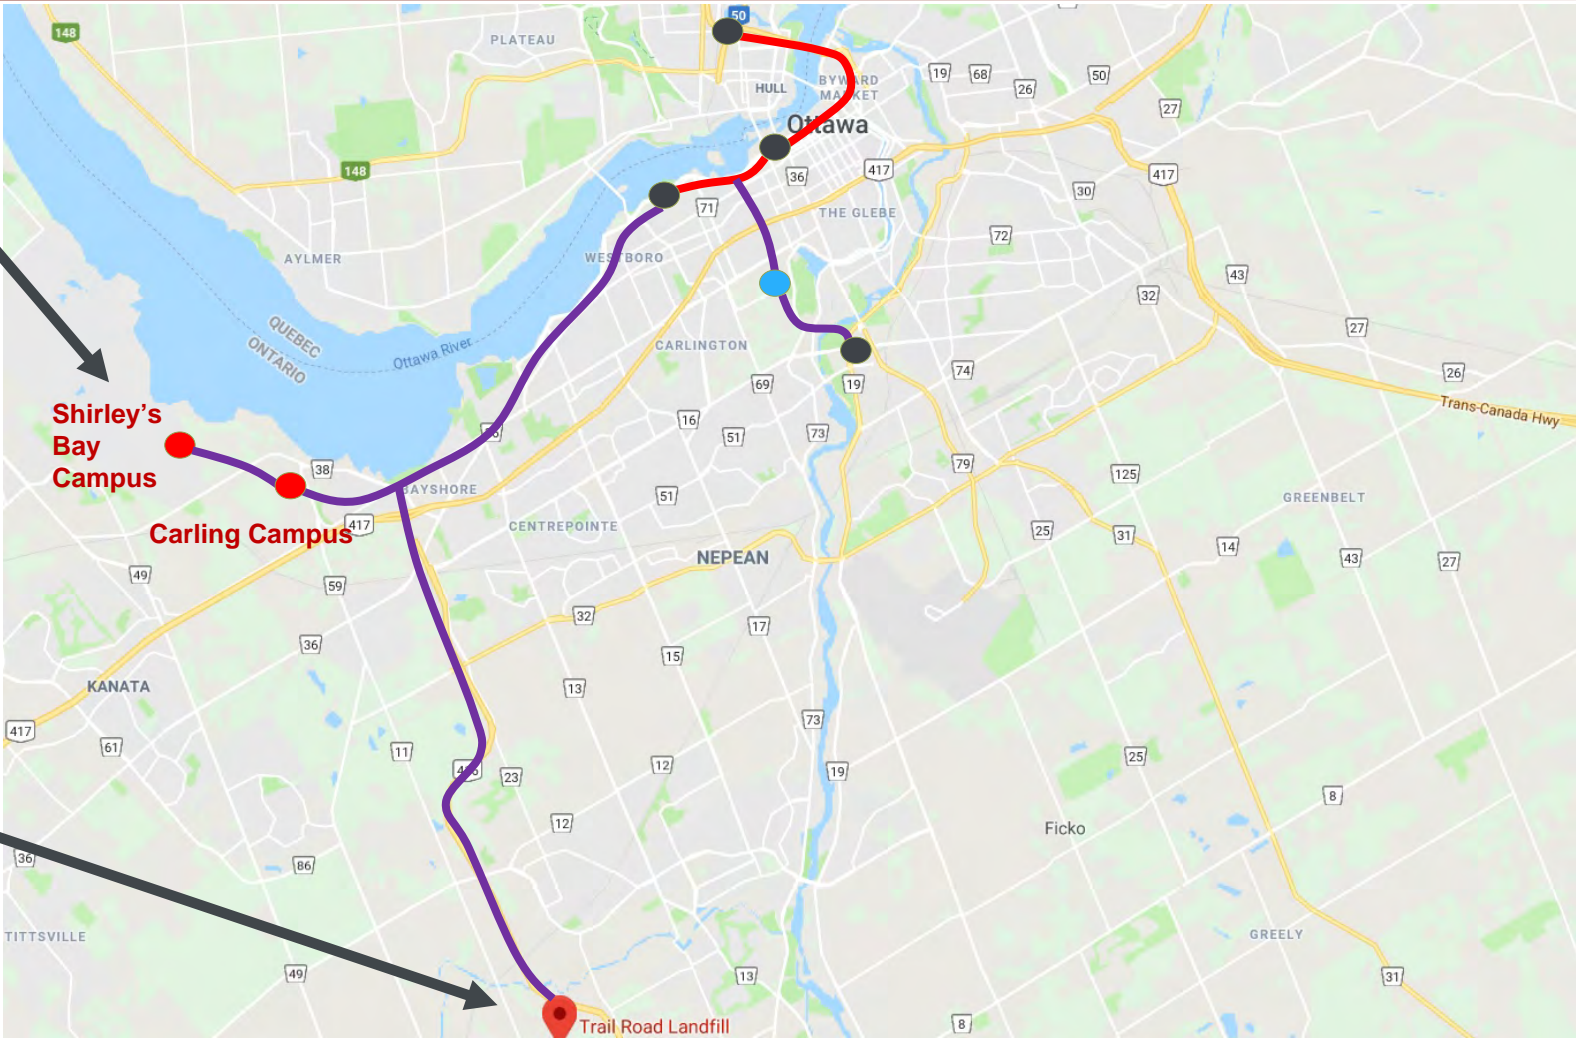 50
148
PLATEAU
BYWARD
MARKET
19
68
50
26
27
HULL
Ottawa
148
36
417
417
30
71
THE GLEBE
72
WESTBORO
AYLMER
43
32
QUEBEC
ONTARIO
Ottawa River
27
CARLINGTON
69
19
74
26
Trans-Canada Hwy
Shirley's
Bay
Campus
16
51
73
38
79
125
BAYSHORE
51
GREENBELT
417
CENTREPOINTE
Carling Campus
25
31
14
43
27
NEPEAN
49
59
32
17
36
15
KANATA
13
417
61
11
73
12
23
19
25
8
12
Ficko
36
86
TITTSVILLE
GREELY
49
13
31
Trail Road Landfill
8